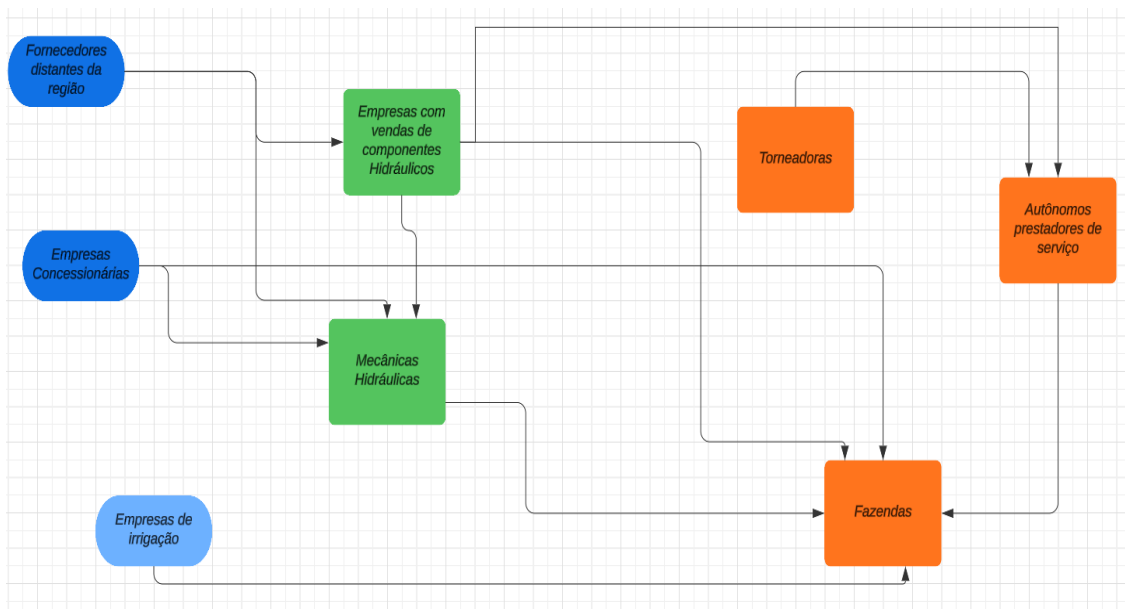 Fornecedores
distantes da
região
Empresas com
vendas de
componentes
Hidráulicos
Torneadoras
Autônomos
prestadores de
serviço
Empresas
Concessionárias
Mecânicas
Hidráulicas
Empresas de
irrigação
Fazendas